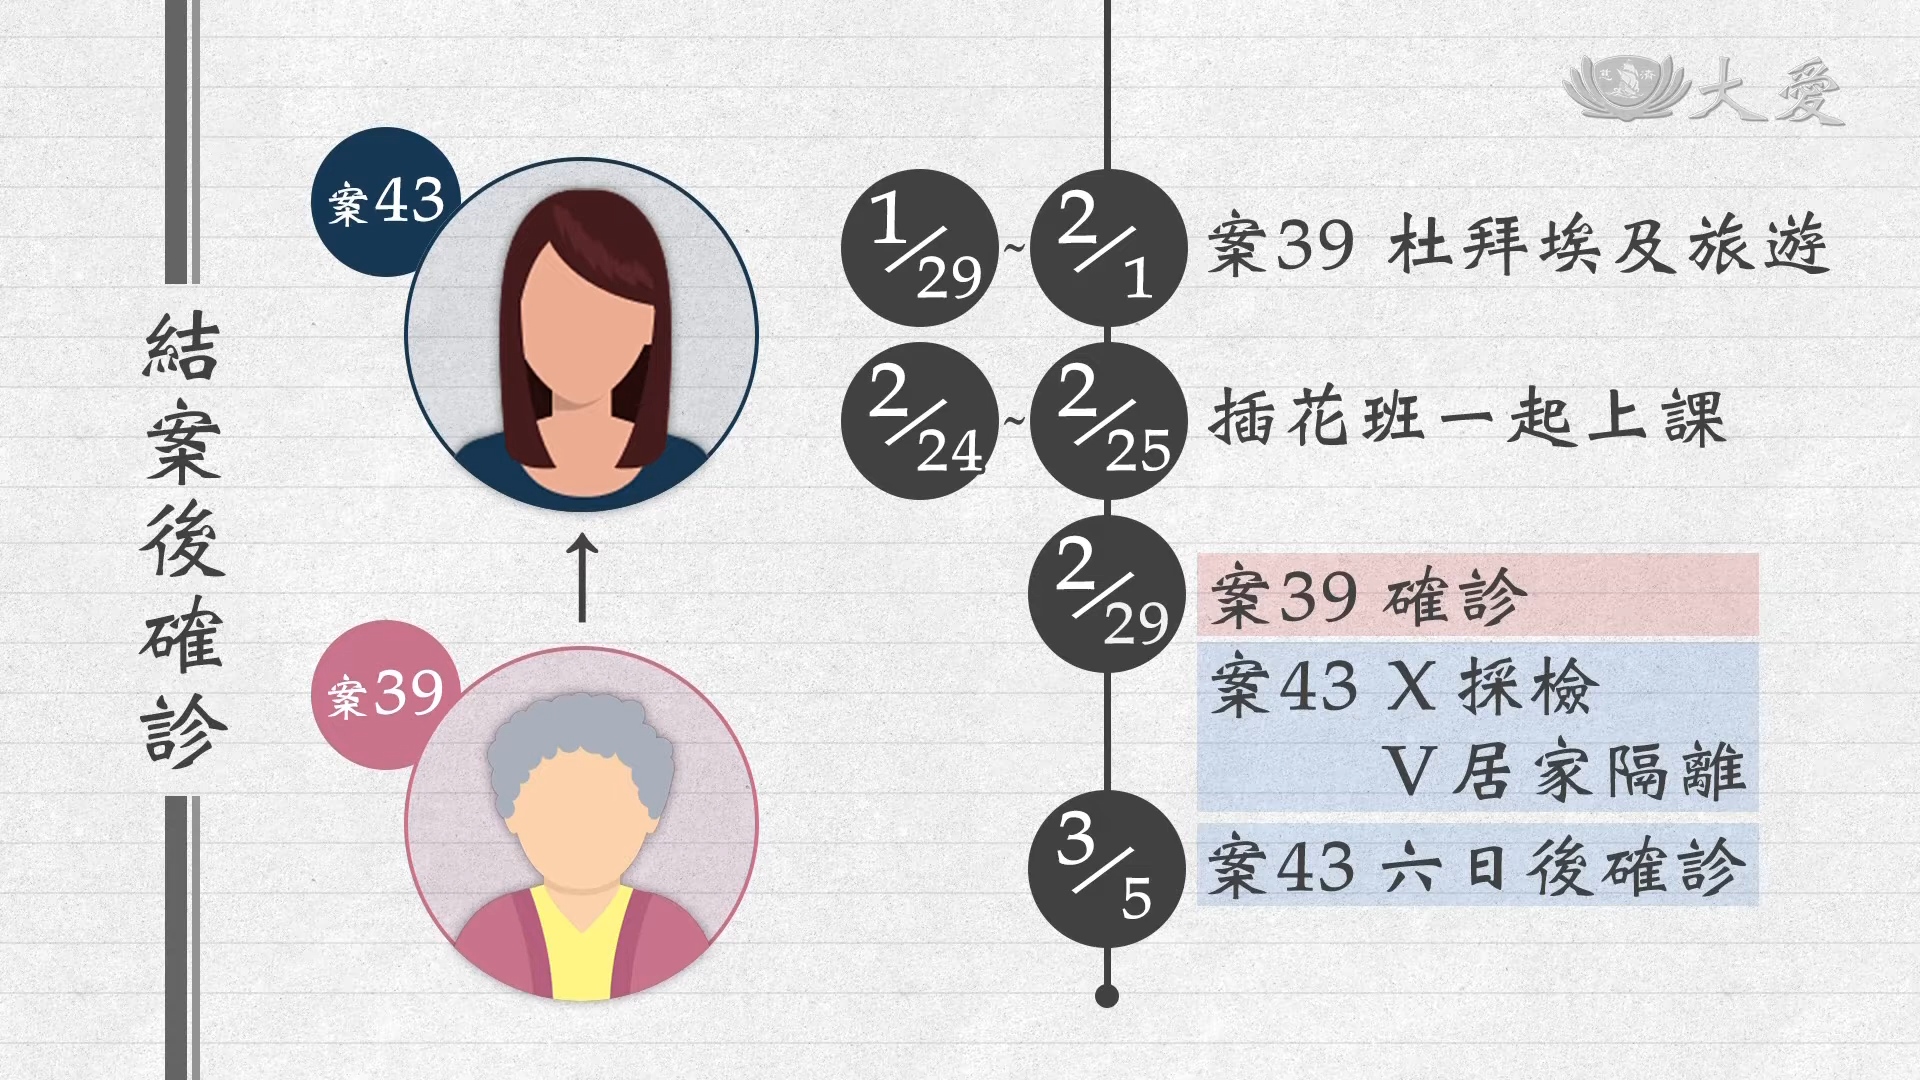 大愛
慈濟
結案後確診
案43
案39
1/29~2/1 案39 杜拜埃及旅遊
2/24~2/25 插花班一起上課
2/29 案39 確診
案43 X 採檢
V 居家隔離
3/5 案43 六日後確診